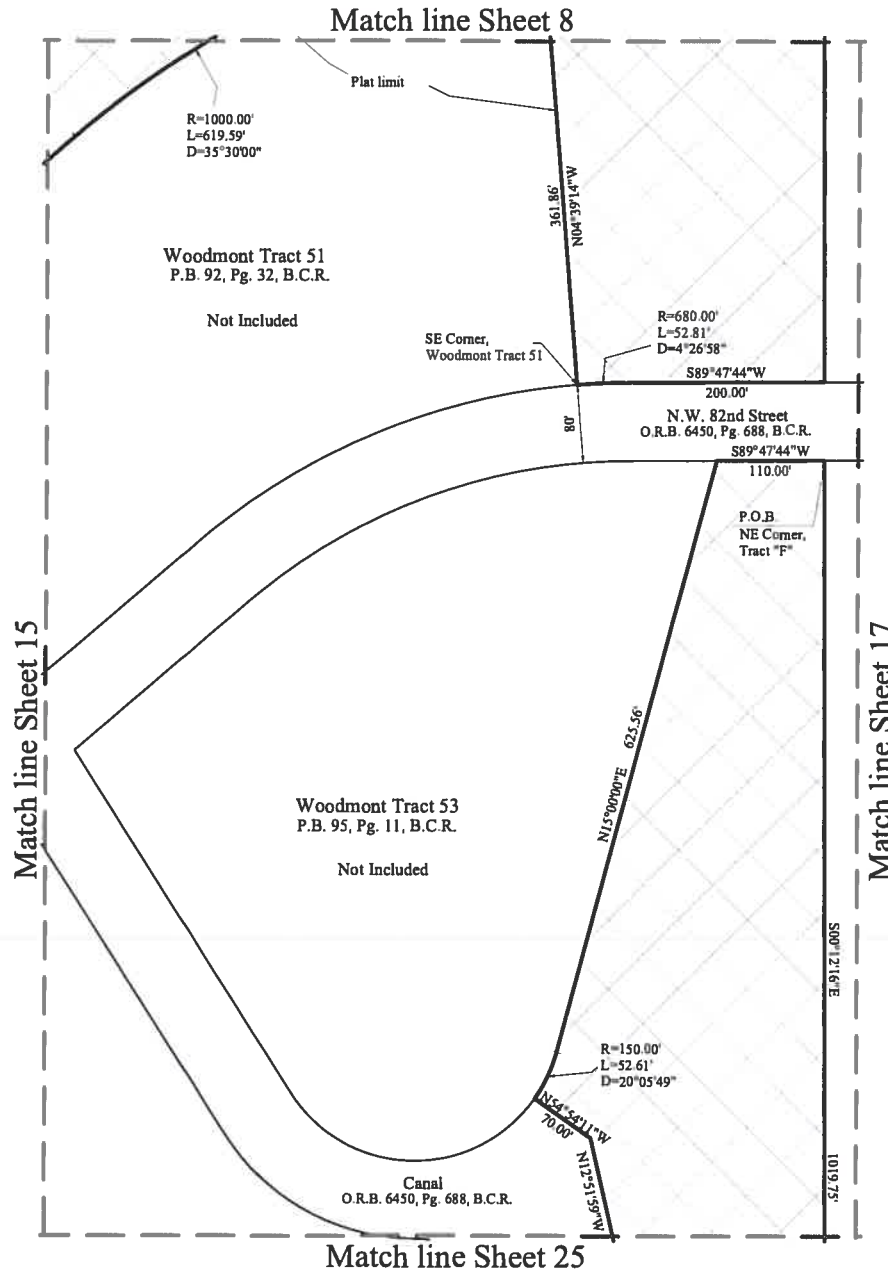 Match line Sheet 8
Plat limit
R=1000.00'
L=619.59'
D=35°30'00"
361.86'
N04°39'14"W
Woodmont Tract 51
P.B. 92, Pg. 32, B.C.R.
Not Included
R=680.00'
L=52.81'
D=4°26'58"
SE Corner,
Woodmont Tract 51
S89°47'44"W
200.00'
80'
N.W. 82nd Street
O.R.B. 6450, Pg. 688, B.C.R.
S89°47'44"W
110.00'
P.O.B
NE Corner,
Tract "F"
Match line Sheet 15
Match line Sheet 17
625.56'
N15°00'00"E
Woodmont Tract 53
P.B. 95, Pg. 11, B.C.R.
Not Included
S00°12'16"E
R=150.00'
L=52.61'
D=20°05'49"
N54°54'11"W
70.00'
N12°51'59"W
1019.75'
Canal
O.R.B. 6450, Pg. 688, B.C.R.
Match line Sheet 25